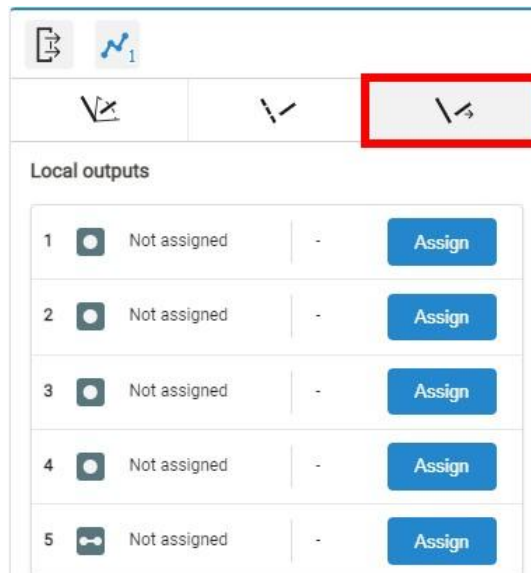 1
Local outputs
1 Not assigned - Assign
2 Not assigned - Assign
3 Not assigned - Assign
4 Not assigned - Assign
5 Not assigned - Assign